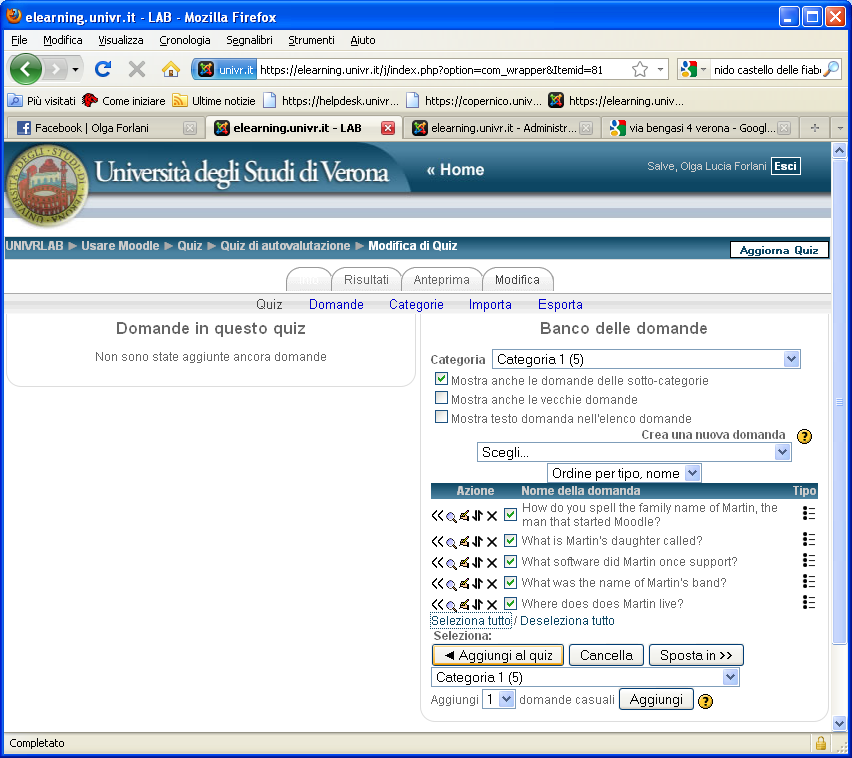 elearning.univr.it - LAB - Mozilla Firefox
File Modifica Visualizza Cronologia Segnalibri Strumenti Aiuto
univr.it https://elearning.univr.it/j/index.php?option=com_wrapper&Itemid=81 nido castello delle fiab
Più visitati Come iniziare Ultime notizie https://helpdesk.univr... https://copernico.univ... https://elearning.univ...
Facebook | Olga Forlani elearning.univr.it - LAB elearning.univr.it - Administr... via bengasi 4 verona - Googl...
Università degli Studi di Verona « Home Salve, Olga Lucia Forlani Esci
UNIVRLAB ► Usare Moodle ► Quiz ► Quiz di autovalutazione ► Modifica di Quiz
Aggiorna Quiz
Info Risultati Anteprima Modifica
Quiz Domande Categorie Importa Esporta
Domande in questo quiz
Non sono state aggiunte ancora domande
Banco delle domande
Categoria Categoria 1 (5)
Mostra anche le domande delle sotto-categorie
Mostra anche le vecchie domande
Mostra testo domanda nell'elenco domande
Crea una nuova domanda ?
Scegli...
Ordine per tipo, nome
Azione Nome della domanda Tipo
How do you spell the family name of Martin, the
man that started Moodle?
What is Martin's daughter called?
What software did Martin once support?
What was the name of Martin's band?
Where does does Martin live?
Seleziona tutto / Deseleziona tutto
Seleziona:
◄ Aggiungi al quiz Cancella Sposta in >>
Categoria 1 (5)
Aggiungi 1 domande casuali Aggiungi ?
Completato